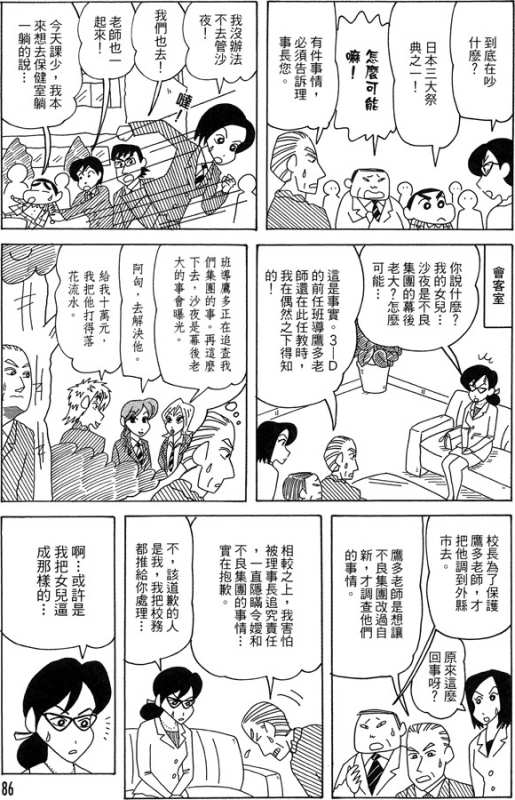 到底在吵
什麼？
日本三大祭
典之一！
怎麼可能
嘛！
有件事情，
必須告訴理
事長您。
我沒辦法
不去管沙
夜！
我們也去！
老師也一
起來！
今天課少，我本
來想去保健室躺
一躺的說…
會客室
你說什麼？
我的女兒…
沙夜是不良
集團的幕後
老大？怎麼
可能…
這是事實。3-D
的前任班導鷹多老
師還在此任教時，
我在偶然之下得知
的！
班導鷹多正在追查我
們集團的事。再這麼
下去，沙夜是幕後老
大的事會曝光。
阿甸，去解決他。
給我十萬元，
我把他打得落
花流水。
校長為了保護
鷹多老師，才
把他調到外縣
市去。
原來這麼
回事呀？
鷹多老師是想讓
不良集團改過自
新，才調查他們
的事情。
相較之上，我害怕
被理事長追究責任
，一直隱瞞令嬡和
不良集團的事情…
實在抱歉。
不，該道歉的人
是我，我把校務
都推給你處理…
啊…或許是
我把女兒逼
成那樣的…
86